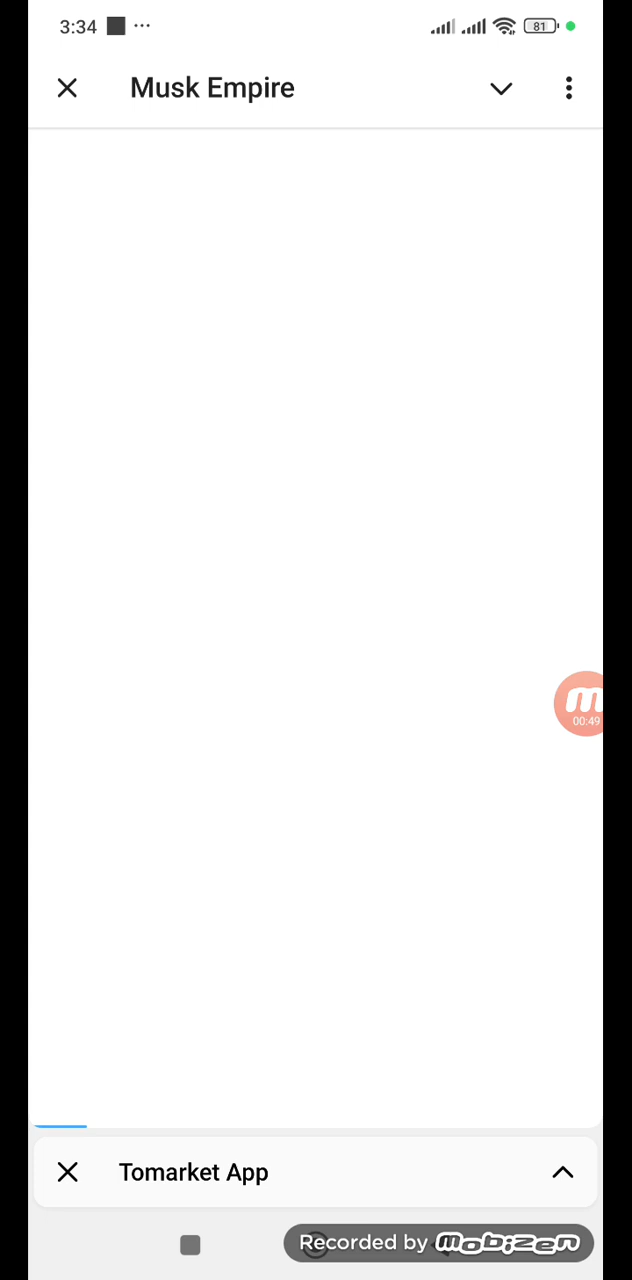 3:34 ... 81
Musk Empire
m
00:49
Tomarket App
Recorded by mobizen